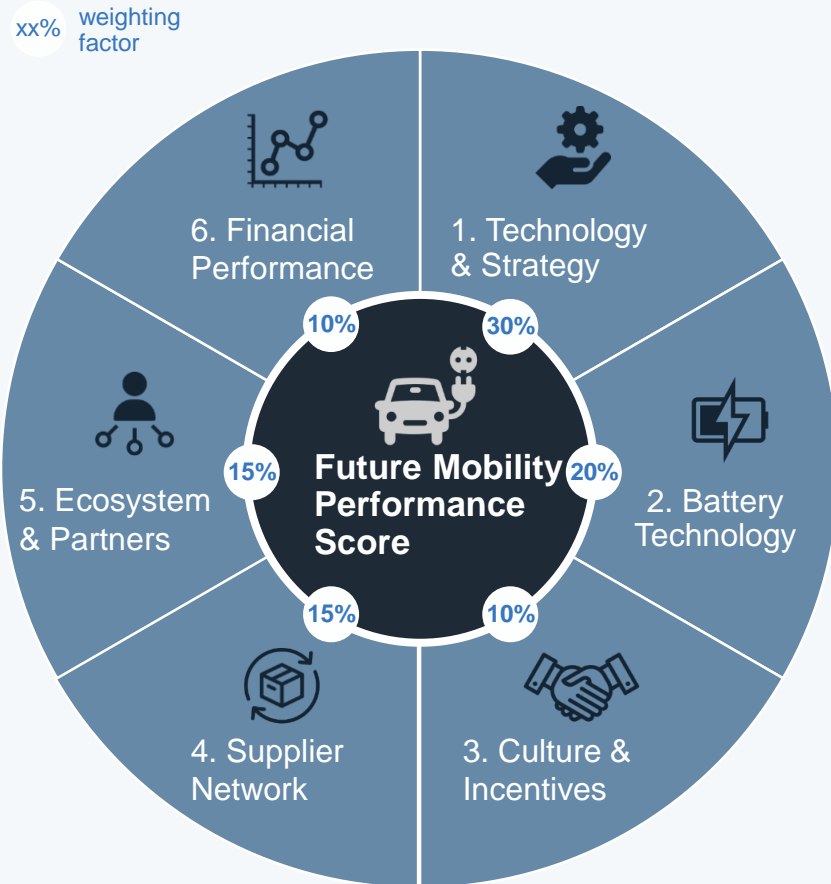 xx%
weighting
factor
6. Financial
Performance
1. Technology
& Strategy
10%
30%
Future Mobility
Performance
Score
15%
20%
5. Ecosystem
& Partners
2. Battery
Technology
15%
10%
4. Supplier
Network
3. Culture &
Incentives